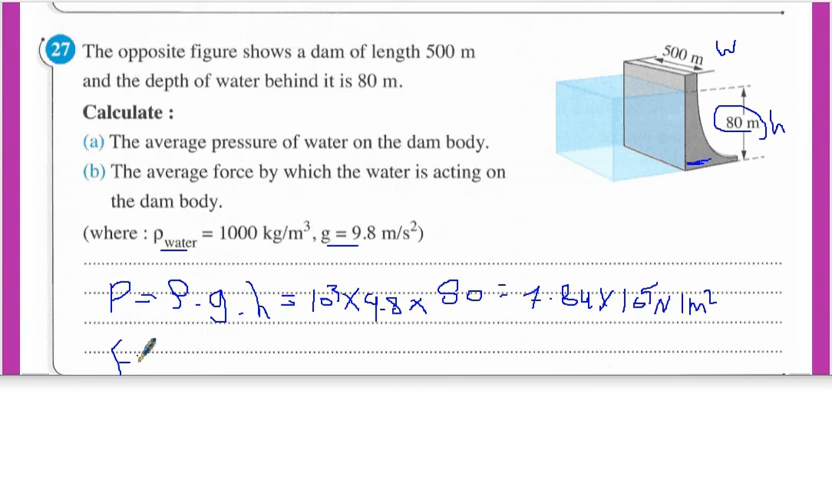 27 The opposite figure shows a dam of length 500 m
and the depth of water behind it is 80 m.
Calculate :
(a) The average pressure of water on the dam body.
(b) The average force by which the water is acting on
the dam body.
(where : ρwater = 1000 kg/m³, g = 9.8 m/s²)
500 m W
80 m h
P = ρ . g . h = 10³ × 9.8 × 80 = 7.84 × 10⁵ N/m²
F